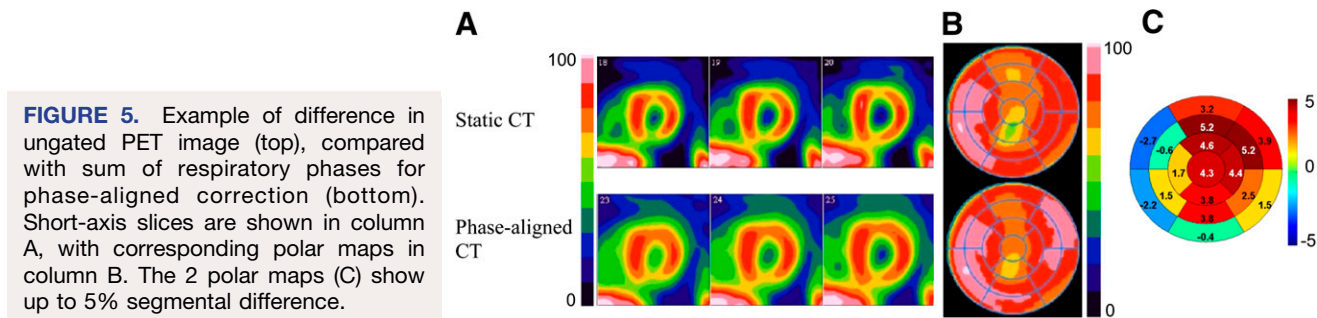 A
B
C
FIGURE 5. Example of difference in
ungated PET image (top), compared
with sum of respiratory phases for
phase-aligned correction (bottom).
Short-axis slices are shown in column
A, with corresponding polar maps in
column B. The 2 polar maps (C) show
up to 5% segmental difference.
Static CT
Phase-aligned
CT
100
0
18
19
20
23
24
25
100
0
3.2
-2.7
5.2
3.9
-0.6
4.6
5.2
1.7
4.3
4.4
1.5
3.8
2.5
-2.2
3.8
1.5
-0.4
5
0
-5